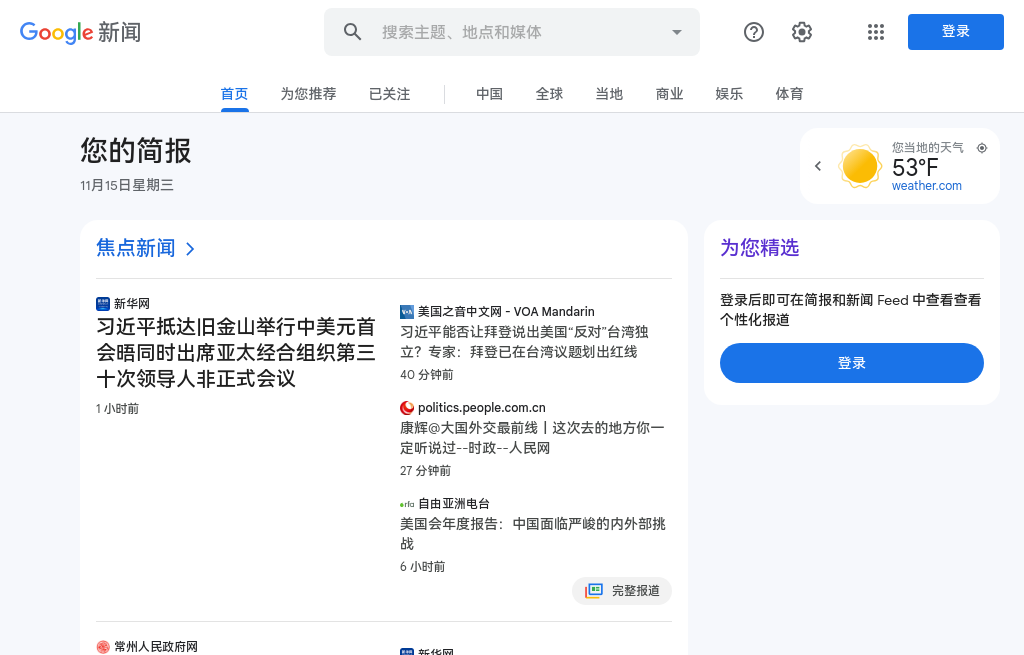 Google 新闻
搜索主题、地点和媒体
登录
首页 为您推荐 已关注 中国 全球 当地 商业 娱乐 体育
您的简报
11月15日星期三
您当地的天气
53°F
weather.com
焦点新闻
新华网
习近平抵达旧金山举行中美元首
会晤同时出席亚太经合组织第三
十次领导人非正式会议
1 小时前
美国之音中文网 - VOA Mandarin
习近平能否让拜登说出美国“反对”台湾独
立？专家：拜登已在台湾议题划出红线
40 分钟前
politics.people.com.cn
康辉@大国外交最前线丨这次去的地方你一
定听说过--时政--人民网
27 分钟前
自由亚洲电台
美国会年度报告：中国面临严峻的内外部挑
战
6 小时前
完整报道
常州人民政府网
新华网
为您精选
登录后即可在简报和新闻 Feed 中查看查看
个性化报道
登录